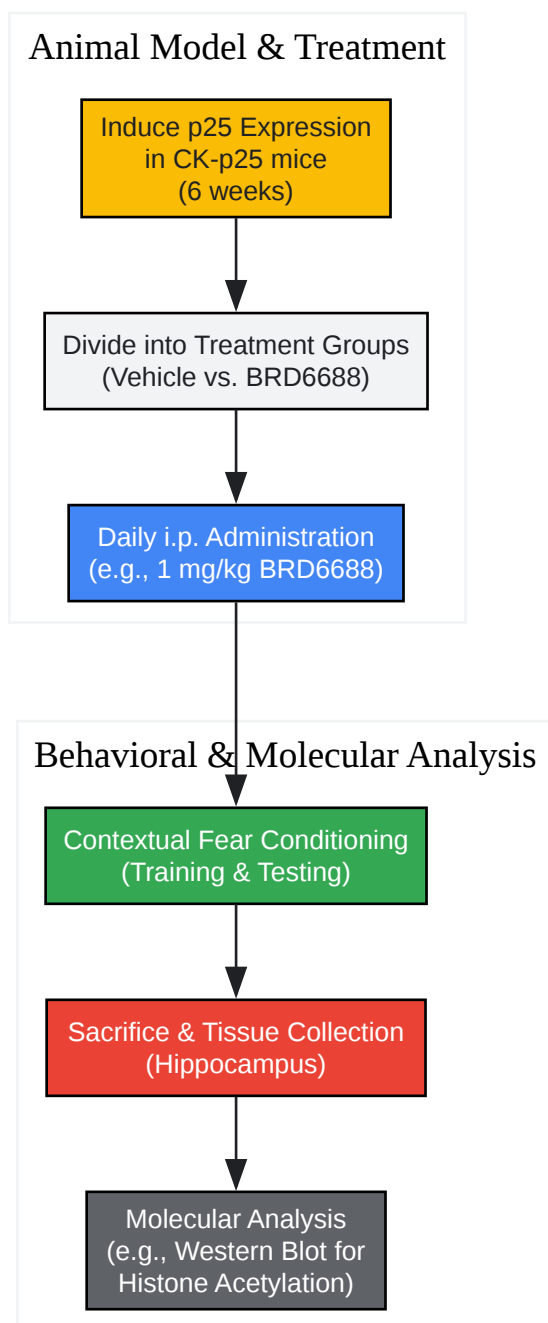 Animal Model & Treatment
Induce p25 Expression
in CK-p25 mice
(6 weeks)
Divide into Treatment Groups
(Vehicle vs. BRD6688)
Daily i.p. Administration
(e.g., 1 mg/kg BRD6688)
Behavioral & Molecular Analysis
Contextual Fear Conditioning
(Training & Testing)
Sacrifice & Tissue Collection
(Hippocampus)
Molecular Analysis
(e.g., Western Blot for
Histone Acetylation)